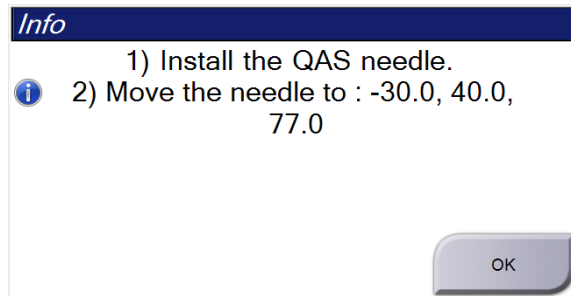 Info
1) Install the QAS needle.
2) Move the needle to : -30.0, 40.0,
77.0
OK